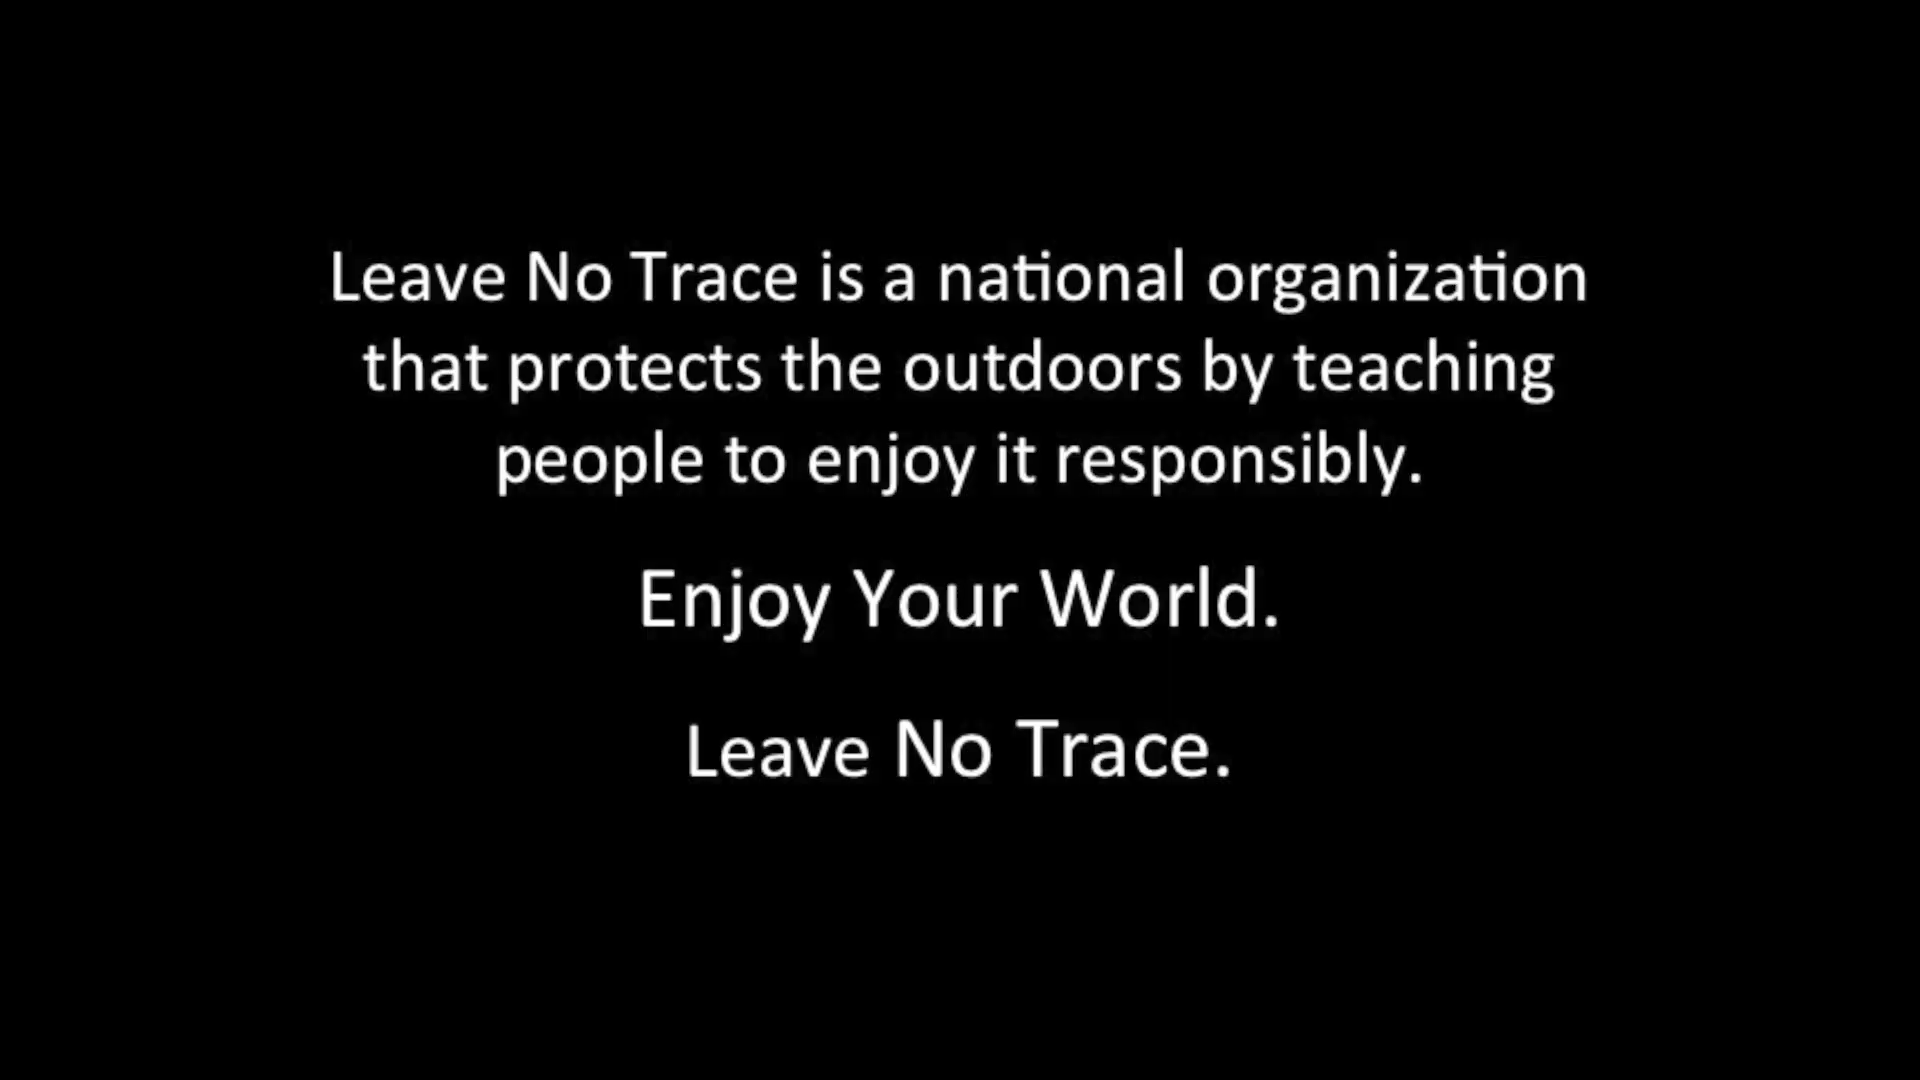 Leave No Trace is a national organization
that protects the outdoors by teaching
people to enjoy it responsibly.
Enjoy Your World.
Leave No Trace.